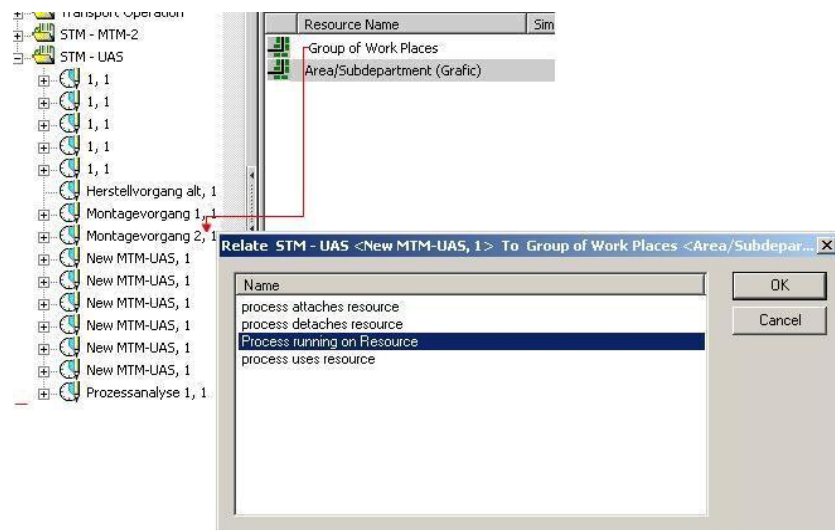 Transport Operation
STM - MTM-2
STM - UAS
1, 1
1, 1
1, 1
1, 1
1, 1
Herstellvorgang alt, 1
Montagevorgang 1, 1
Montagevorgang 2, 1
New MTM-UAS, 1
New MTM-UAS, 1
New MTM-UAS, 1
New MTM-UAS, 1
New MTM-UAS, 1
New MTM-UAS, 1
Prozessanalyse 1, 1
Resource Name Sim
Group of Work Places
Area/Subdepartment (Grafic)
Relate STM - UAS <New MTM-UAS, 1> To Group of Work Places <Area/Subdepar...
Name
process attaches resource
process detaches resource
Process running on Resource
process uses resource
OK
Cancel